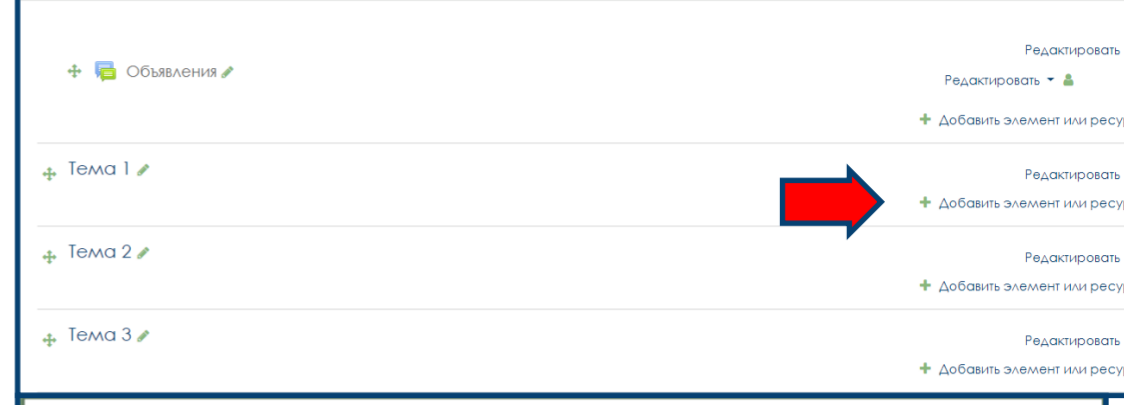 Редактировать
Объявления
Редактировать
Добавить элемент или ресу
Тема 1
Редактировать
Добавить элемент или ресу
Тема 2
Редактировать
Добавить элемент или ресу
Тема 3
Редактировать
Добавить элемент или ресу